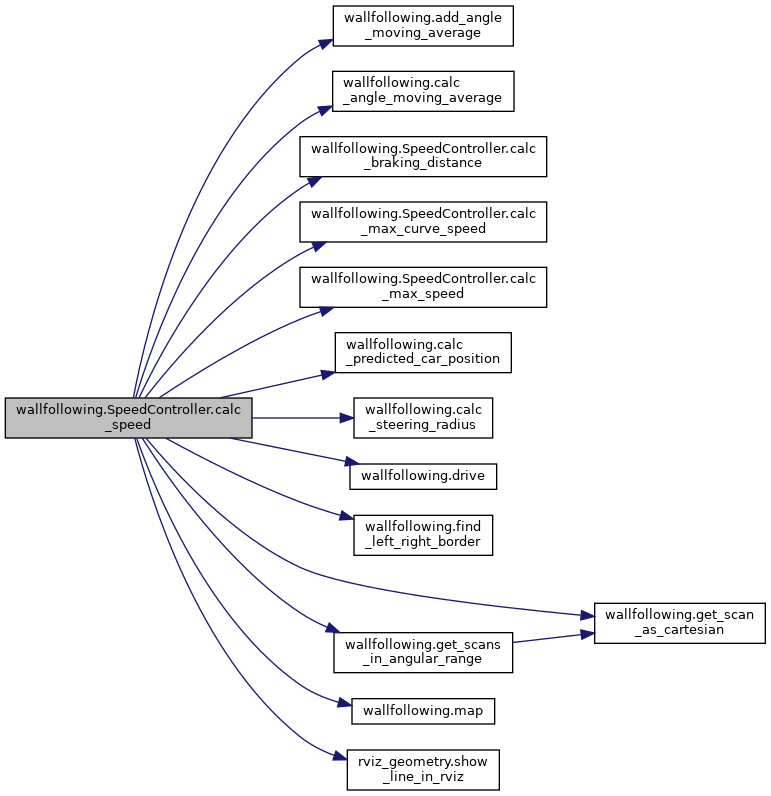 wallfollowing.add_angle
_moving_average
wallfollowing.calc
_angle_moving_average
wallfollowing.SpeedController.calc
_braking_distance
wallfollowing.SpeedController.calc
_max_curve_speed
wallfollowing.SpeedController.calc
_max_speed
wallfollowing.calc
_predicted_car_position
wallfollowing.SpeedController.calc
_speed
wallfollowing.calc
_steering_radius
wallfollowing.drive
wallfollowing.find
_left_right_border
wallfollowing.get_scan
_as_cartesian
wallfollowing.get_scans
_in_angular_range
wallfollowing.map
rviz_geometry.show
_line_in_rviz